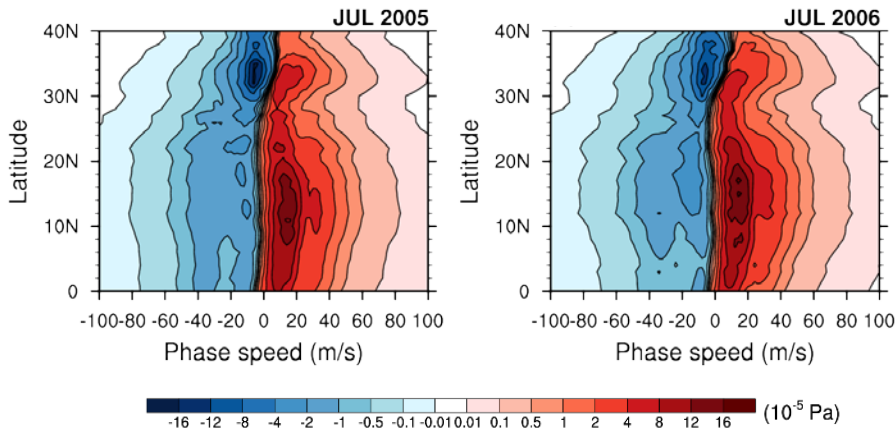 JUL 2005
JUL 2006
40N
30N
20N
10N
0
Latitude
-100 -80 -60 -40 -20 0 20 40 60 80 100
Phase speed (m/s)
40N
30N
20N
10N
0
Latitude
-100 -80 -60 -40 -20 0 20 40 60 80 100
Phase speed (m/s)
-16 -12 -8 -4 -2 -1 -0.5 -0.1 -0.01 0.01 0.1 0.5 1 2 4 8 12 16
(10⁻⁵ Pa)